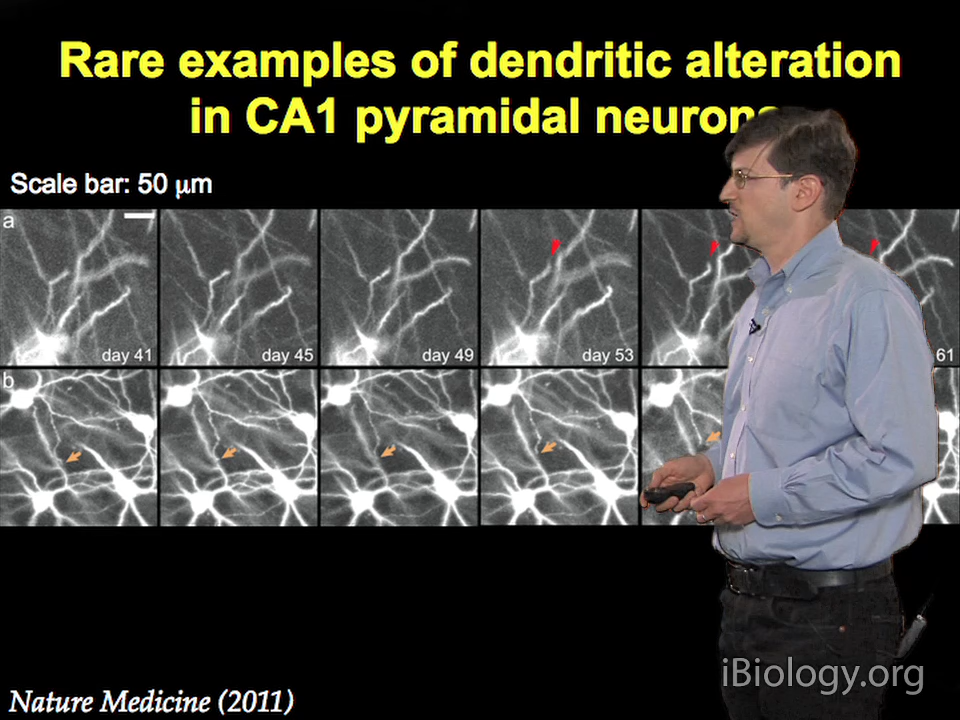 Rare examples of dendritic alteration
in CA1 pyramidal neurons
Scale bar: 50 μm
a
day 41
day 45
day 49
day 53
61
b
Nature Medicine (2011)
iBiology.org